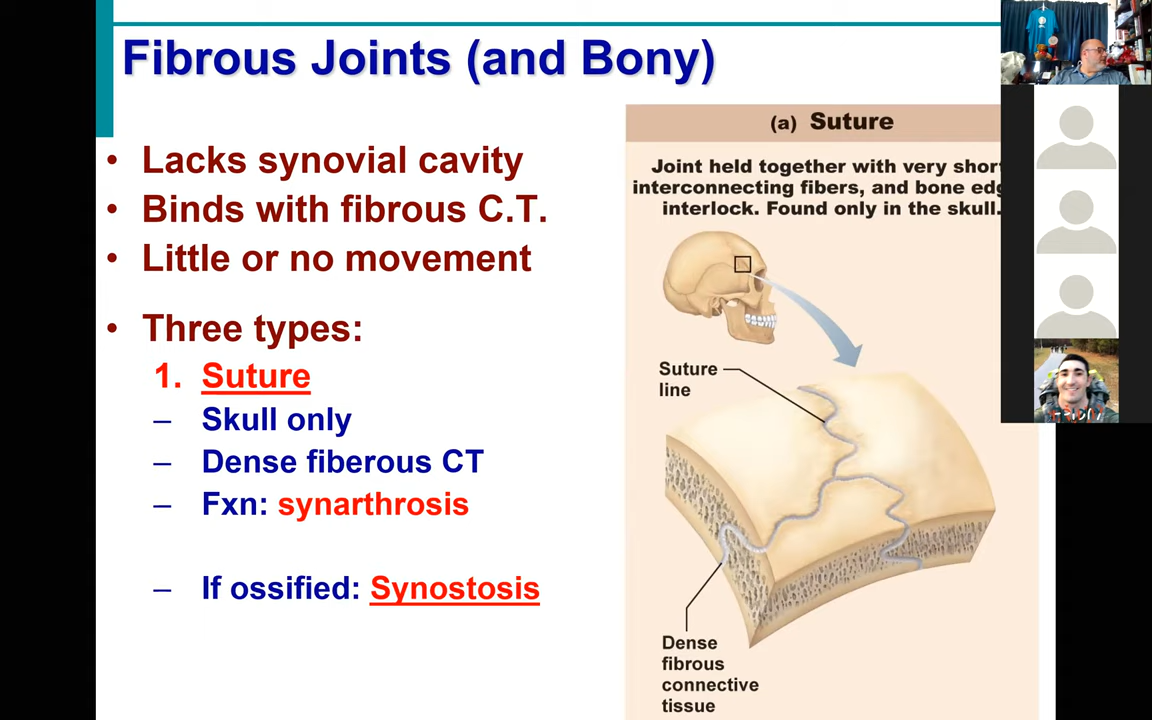 Fibrous Joints (and Bony)
• Lacks synovial cavity
• Binds with fibrous C.T.
• Little or no movement
• Three types:
1. Suture
– Skull only
– Dense fiberous CT
– Fxn: synarthrosis
– If ossified: Synostosis
(a) Suture
Joint held together with very short
interconnecting fibers, and bone
interlock. Found only in the skull.
Suture
line
Dense
fibrous
connective
tissue